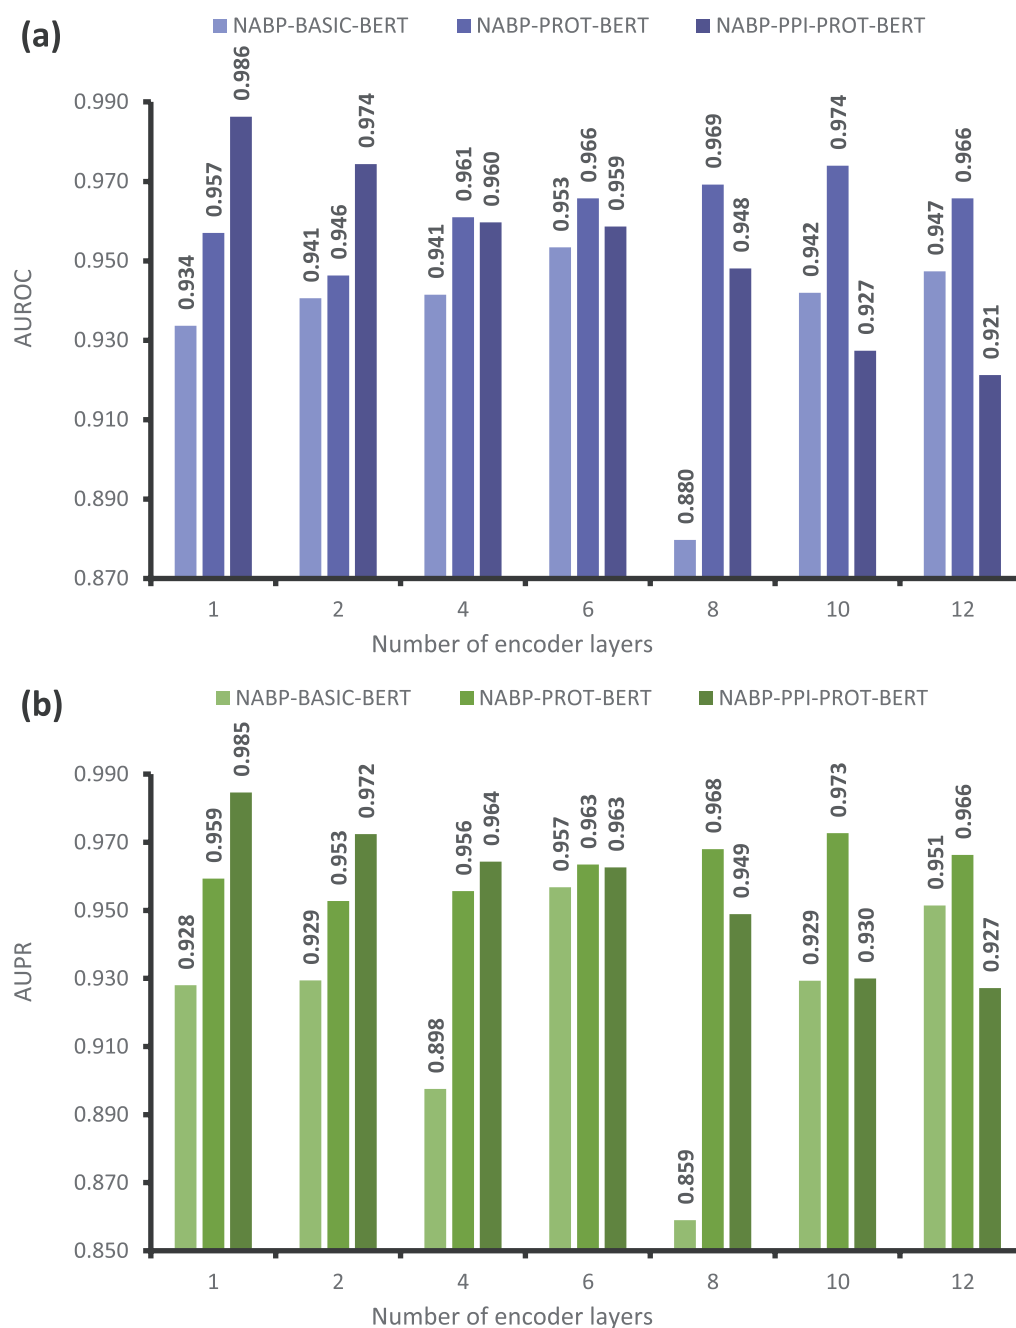 (a)
NABP-BASIC-BERT NABP-PROT-BERT NABP-PPI-PROT-BERT
AUROC
0.990
0.970
0.950
0.930
0.910
0.890
0.870
0.934 0.957 0.986
0.941 0.946 0.974
0.941 0.961 0.960
0.953 0.966 0.959
0.880 0.969 0.948
0.942 0.974 0.927
0.947 0.966 0.921
1 2 4 6 8 10 12
Number of encoder layers
(b)
NABP-BASIC-BERT NABP-PROT-BERT NABP-PPI-PROT-BERT
AUPR
0.990
0.970
0.950
0.930
0.910
0.890
0.870
0.850
0.928 0.959 0.985
0.929 0.953 0.972
0.898 0.956 0.964
0.957 0.963 0.963
0.859 0.968 0.949
0.929 0.973 0.930
0.951 0.966 0.927
1 2 4 6 8 10 12
Number of encoder layers